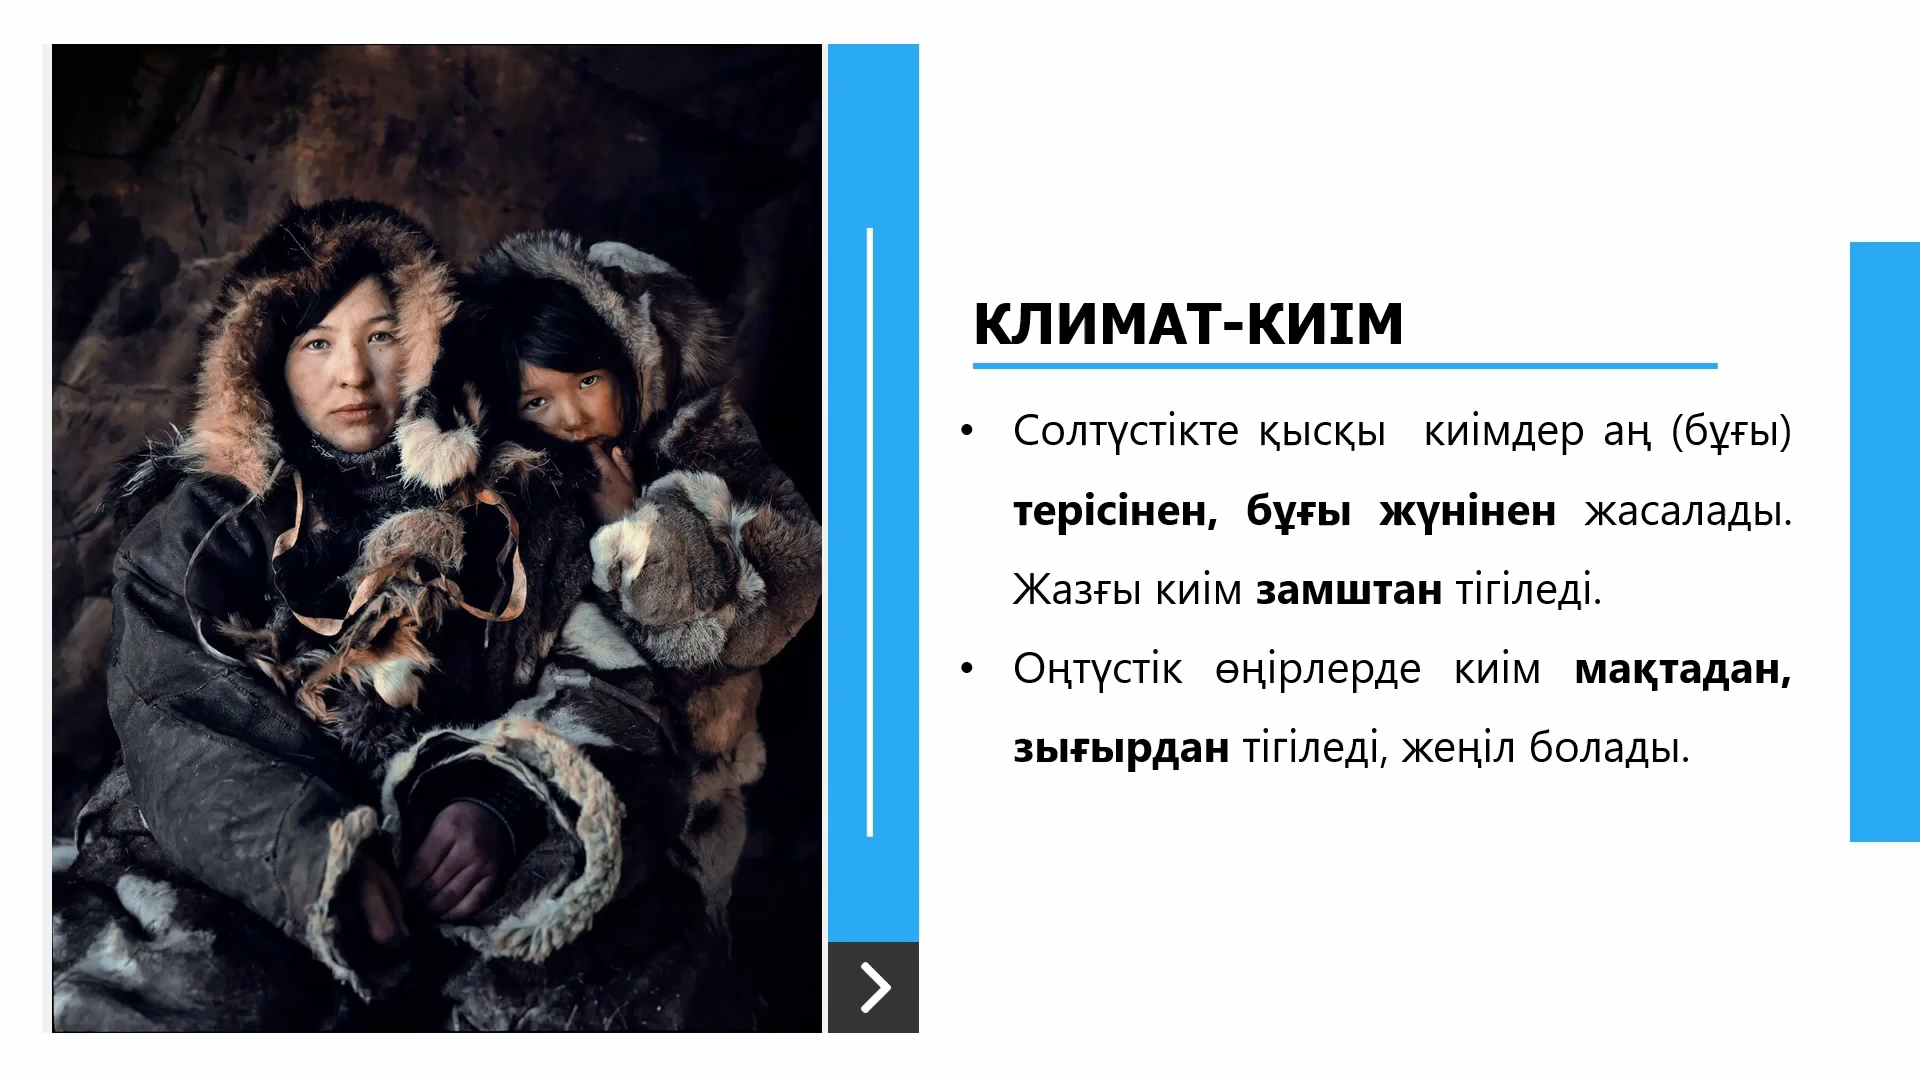 КЛИМАТ-КИІМ
• Солтүстікте қысқы киімдер аң (бұғы)
терісінен, бұғы жүнінен жасалады.
Жазғы киім замштан тігіледі.
• Оңтүстік өңірлерде киім мақтадан,
зығырдан тігіледі, жеңіл болады.